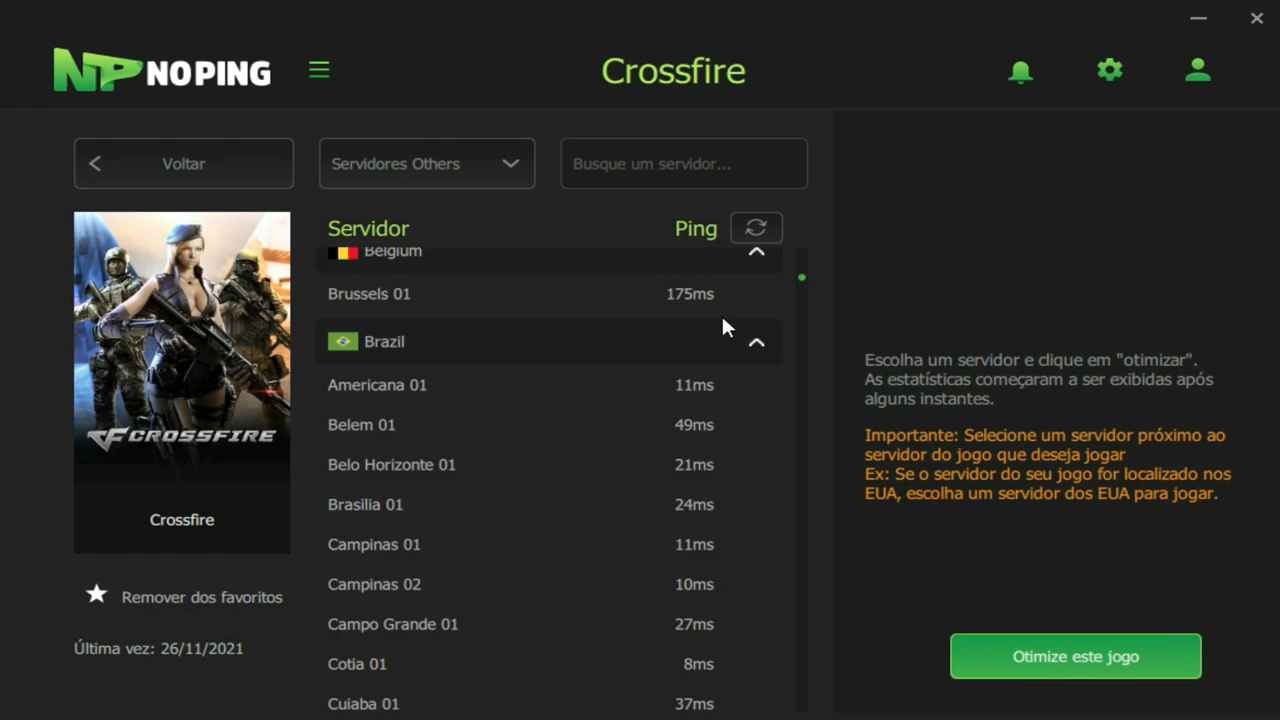 NP NOPING
Crossfire
Voltar
Servidores Others
Busque um servidor...
Servidor Ping
Belgium
Brussels 01 175ms
Brazil
Americana 01 11ms
Belem 01 49ms
Belo Horizonte 01 21ms
Brasilia 01 24ms
Campinas 01 11ms
Campinas 02 10ms
Campo Grande 01 27ms
Cotia 01 8ms
Cuiaba 01 37ms
CF CROSSFIRE
Crossfire
Remover dos favoritos
Última vez: 26/11/2021
Escolha um servidor e clique em "otimizar".
As estatísticas começaram a ser exibidas após
alguns instantes.
Importante: Selecione um servidor próximo ao
servidor do jogo que deseja jogar
Ex: Se o servidor do seu jogo for localizado nos
EUA, escolha um servidor dos EUA para jogar.
Otimize este jogo